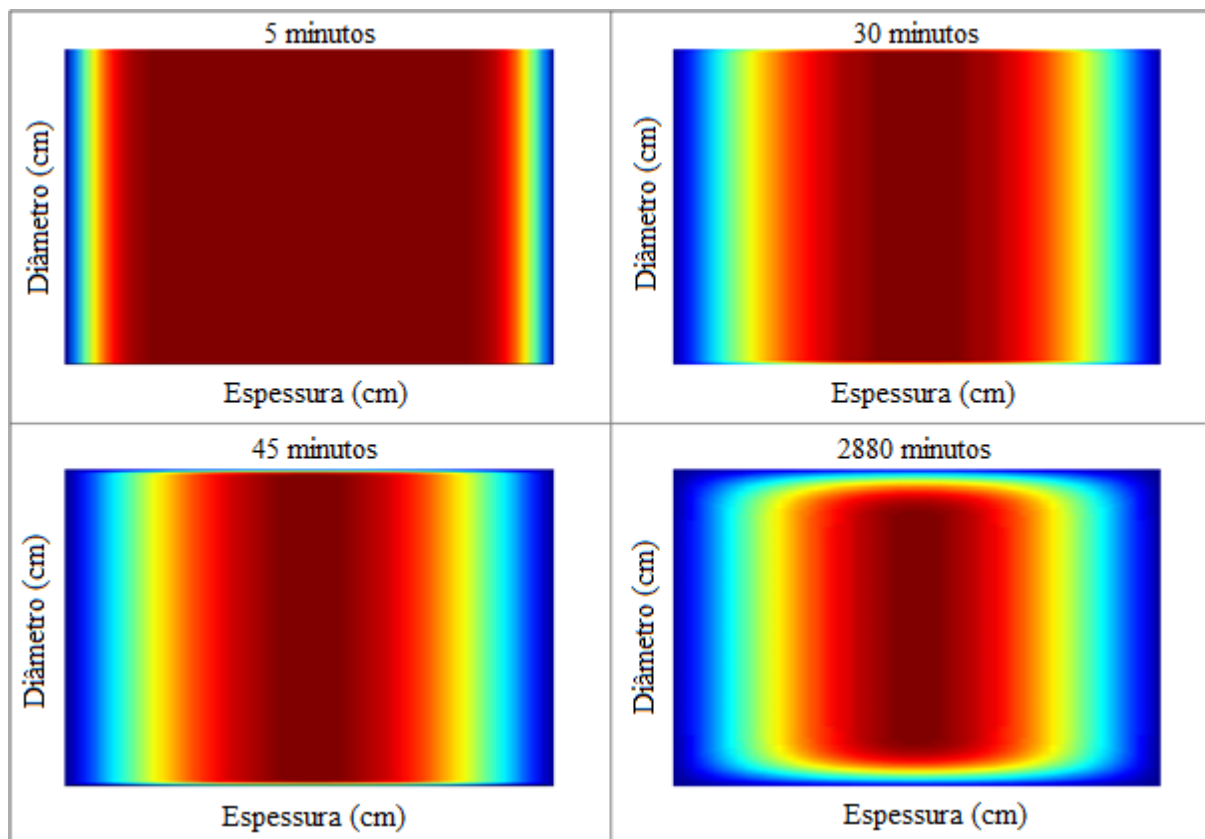 5 minutos
Diâmetro (cm)
Espessura (cm)
30 minutos
Diâmetro (cm)
Espessura (cm)
45 minutos
Diâmetro (cm)
Espessura (cm)
2880 minutos
Diâmetro (cm)
Espessura (cm)